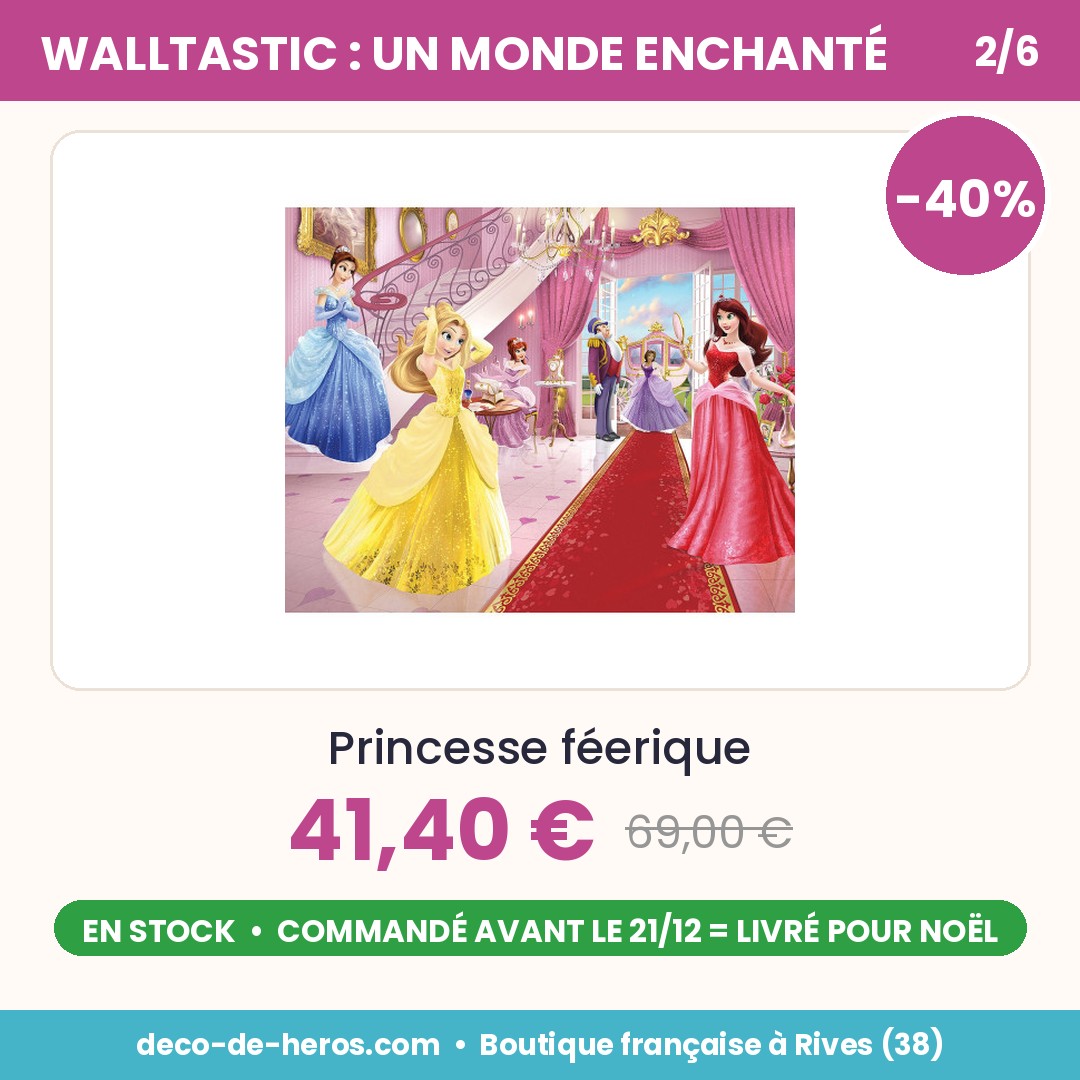 WALLTASTIC : UN MONDE ENCHANTÉ 2/6
-40%
Princesse féerique
41,40 € 69,00 €
EN STOCK • COMMANDÉ AVANT LE 21/12 = LIVRÉ POUR NOËL
deco-de-heros.com • Boutique française à Rives (38)